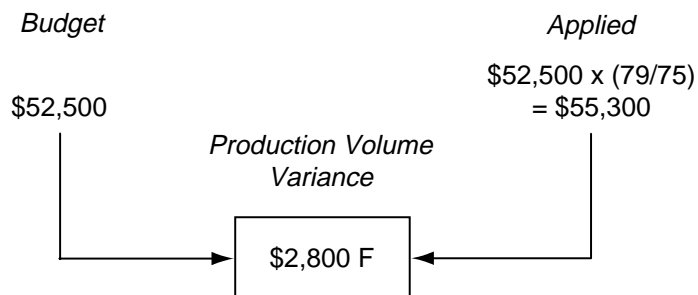 Budget
Applied
$52,500 x (79/75)
$52,500
= $55,300
Production Volume
Variance
$2,800 F